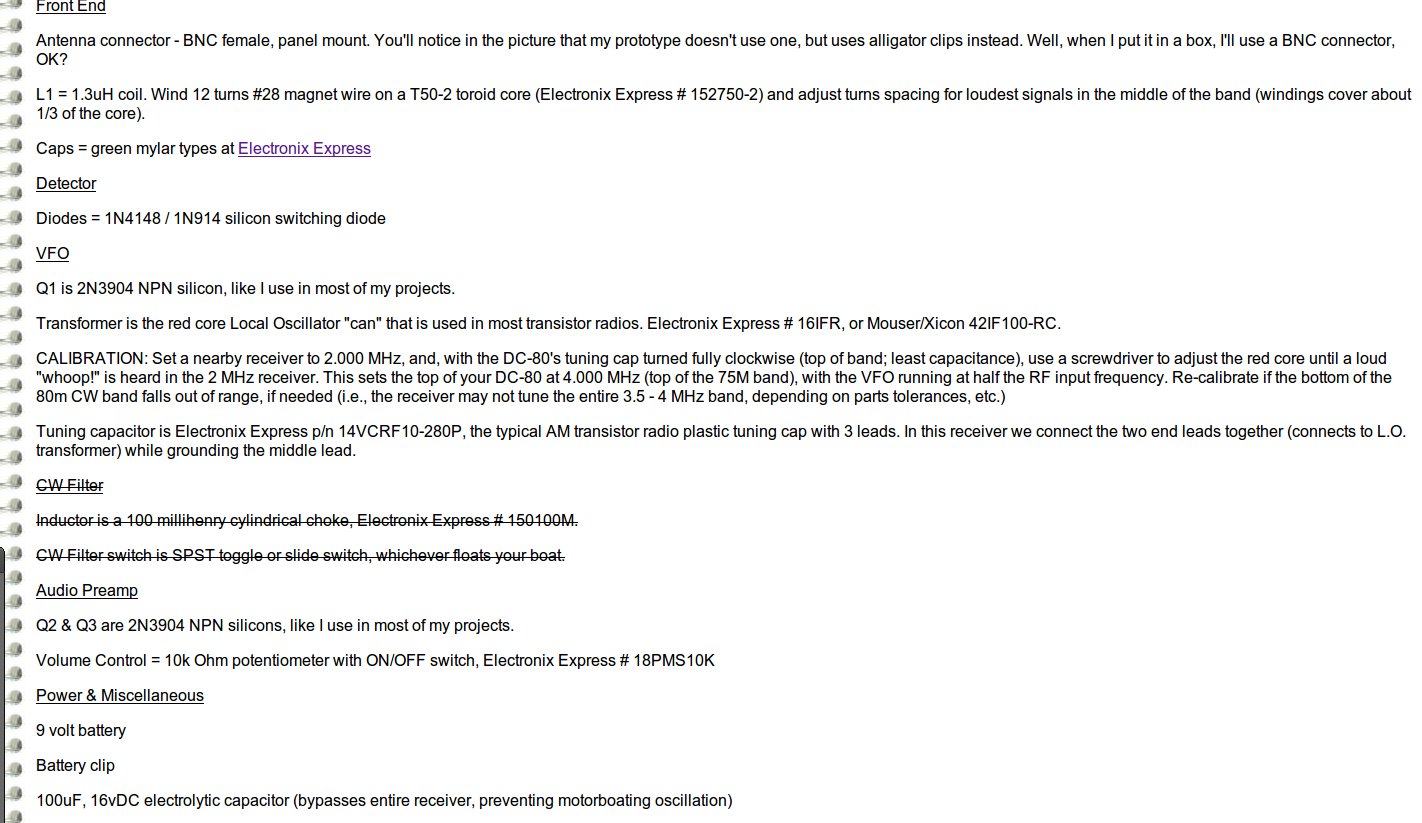 Front End
Antenna connector - BNC female, panel mount. You'll notice in the picture that my prototype doesn't use one, but uses alligator clips instead. Well, when I put it in a box, I'll use a BNC connector,
OK?
L1 = 1.3uH coil. Wind 12 turns #28 magnet wire on a T50-2 toroid core (Electronix Express # 152750-2) and adjust turns spacing for loudest signals in the middle of the band (windings cover about
1/3 of the core).
Caps = green mylar types at Electronix Express
Detector
Diodes = 1N4148 / 1N914 silicon switching diode
VFO
Q1 is 2N3904 NPN silicon, like I use in most of my projects.
Transformer is the red core Local Oscillator "can" that is used in most transistor radios. Electronix Express # 16IFR, or Mouser/Xicon 42IF100-RC.
CALIBRATION: Set a nearby receiver to 2.000 MHz, and, with the DC-80's tuning cap turned fully clockwise (top of band; least capacitance), use a screwdriver to adjust the red core until a loud
"whoop!" is heard in the 2 MHz receiver. This sets the top of your DC-80 at 4.000 MHz (top of the 75M band), with the VFO running at half the RF input frequency. Re-calibrate if the bottom of the
80m CW band falls out of range, if needed (i.e., the receiver may not tune the entire 3.5 - 4 MHz band, depending on parts tolerances, etc.)
Tuning capacitor is Electronix Express p/n 14VCRF10-280P, the typical AM transistor radio plastic tuning cap with 3 leads. In this receiver we connect the two end leads together (connects to L.O.
transformer) while grounding the middle lead.
CW Filter
Inductor is a 100 millihenry cylindrical choke, Electronix Express # 150100M.
CW Filter switch is SPST toggle or slide switch, whichever floats your boat.
Audio Preamp
Q2 & Q3 are 2N3904 NPN silicons, like I use in most of my projects.
Volume Control = 10k Ohm potentiometer with ON/OFF switch, Electronix Express # 18PMS10K
Power & Miscellaneous
9 volt battery
Battery clip
100uF, 16vDC electrolytic capacitor (bypasses entire receiver, preventing motorboating oscillation)